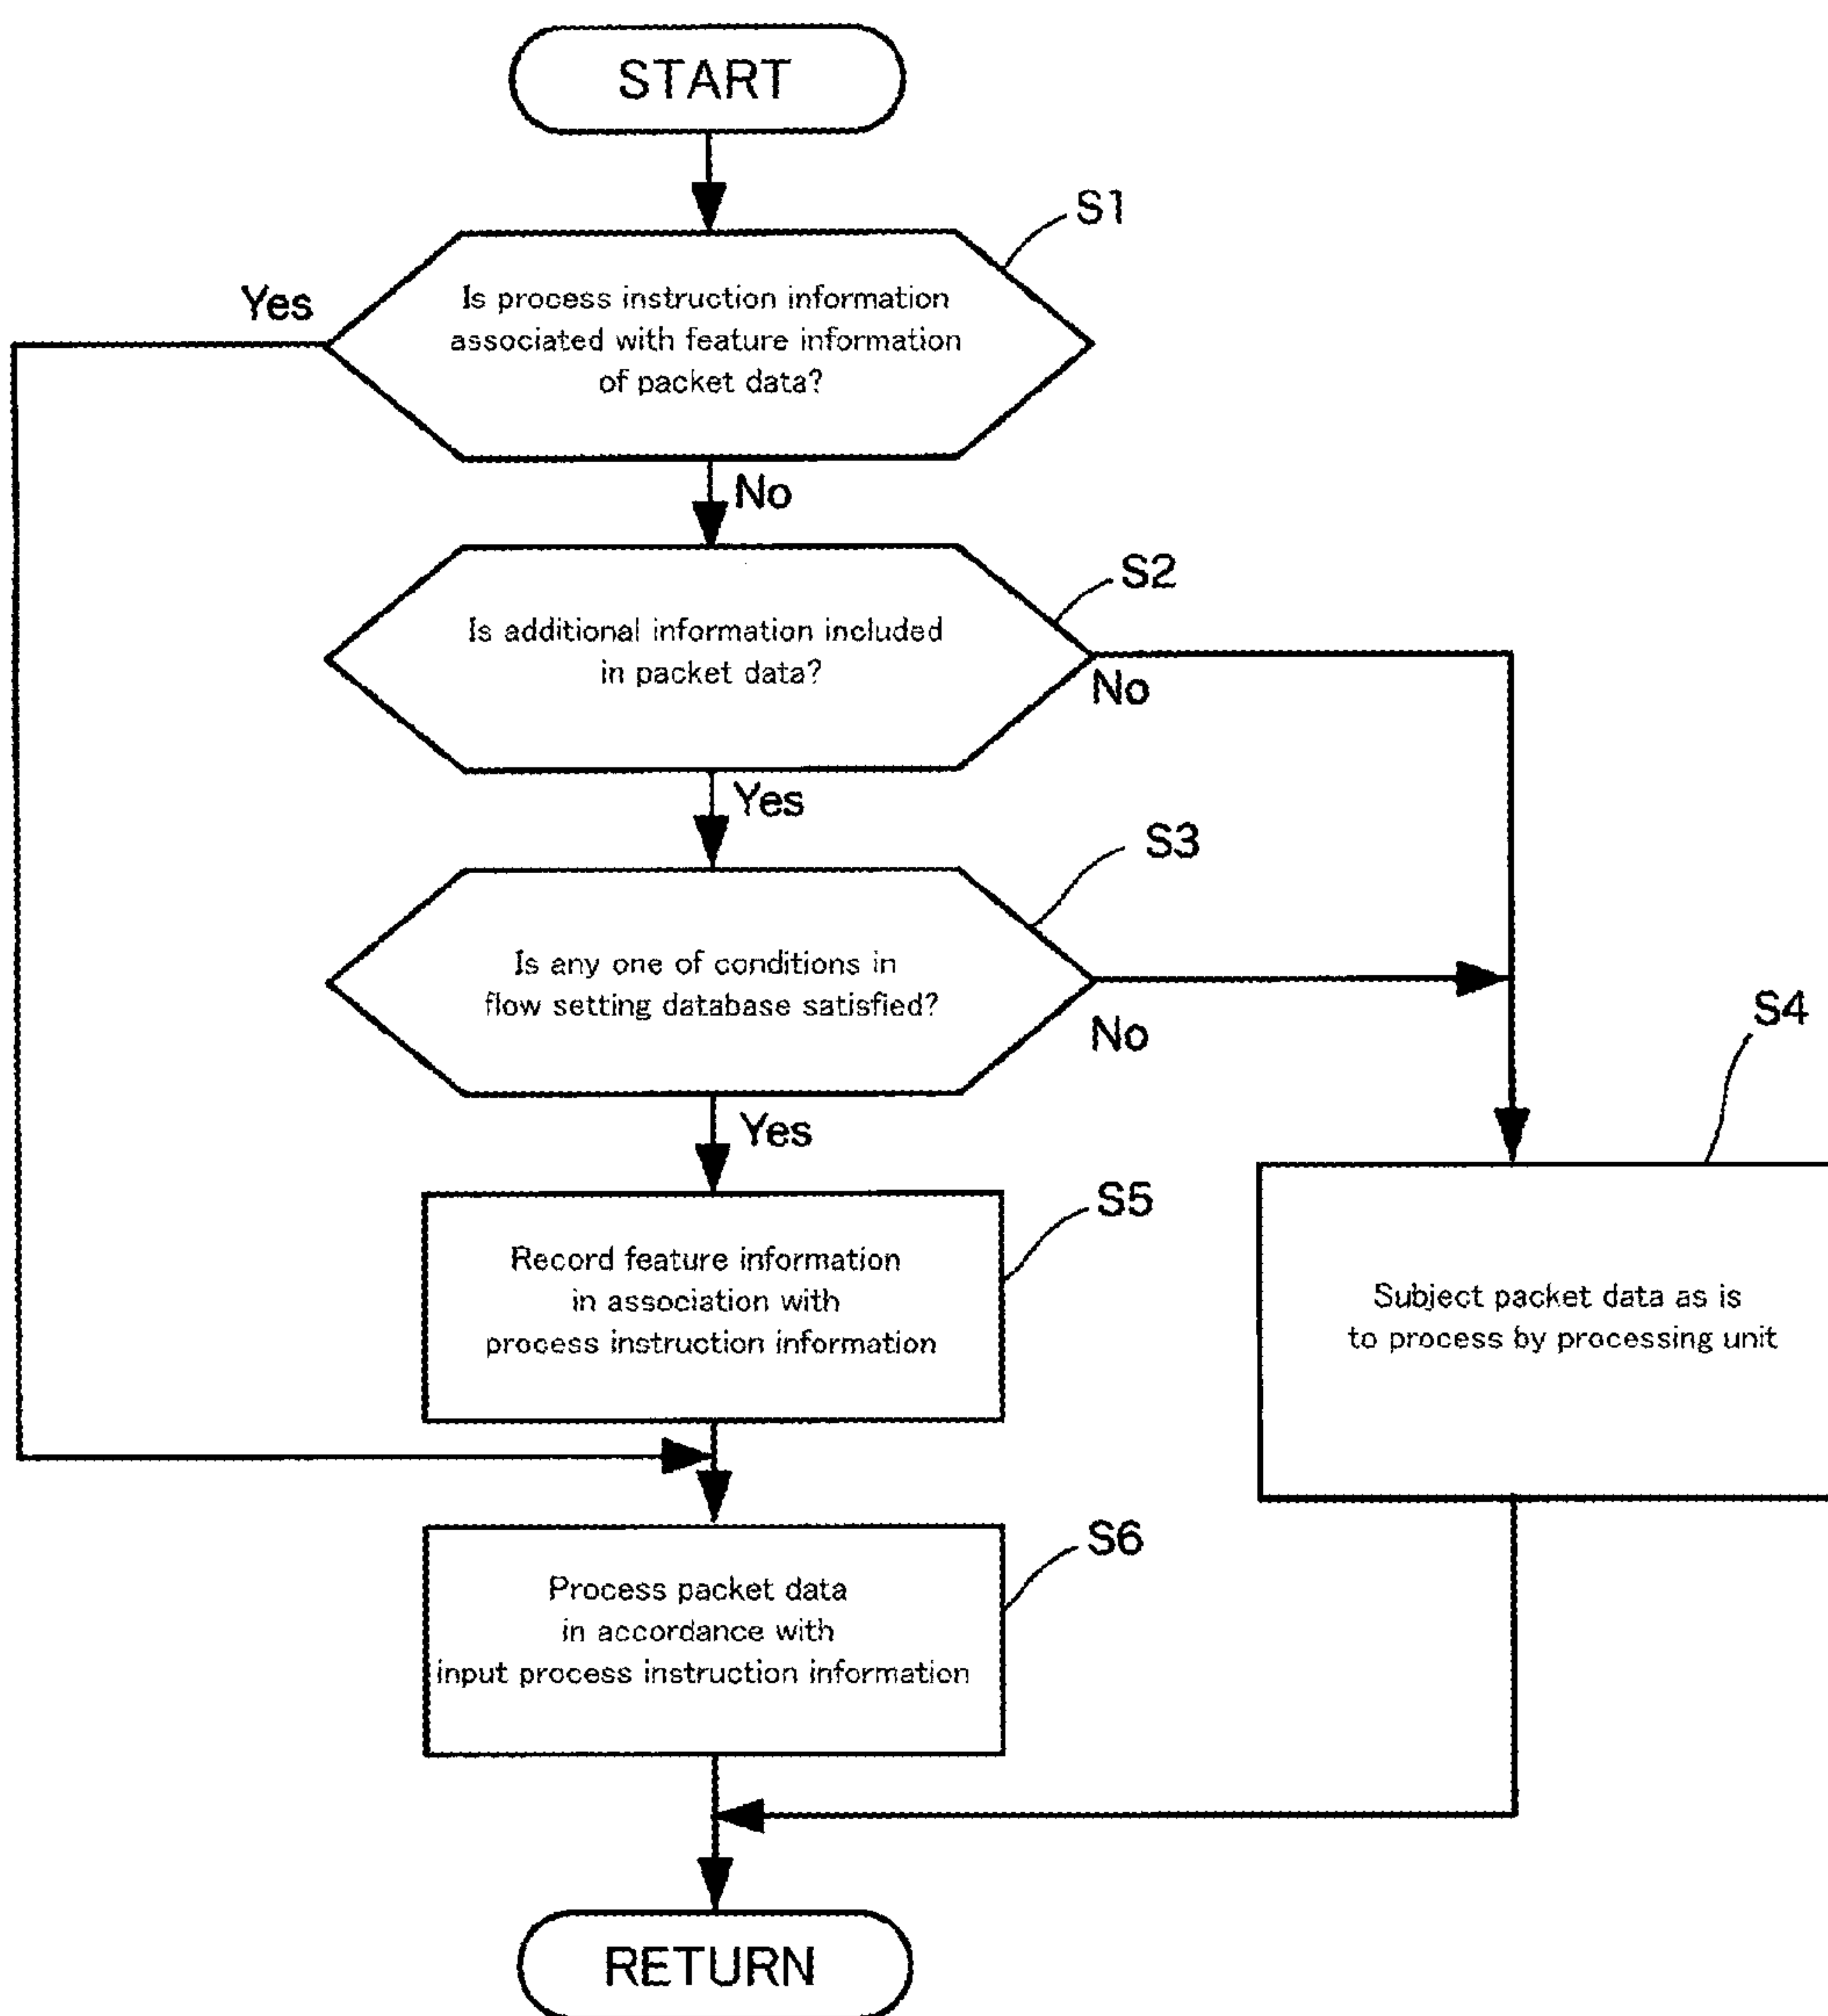 START
S1
Yes
Is process instruction information
associated with feature information
of packet data?
No
S2
Is additional information included
in packet data?
No
Yes
S3
Is any one of conditions in
flow setting database satisfied?
No
S4
Yes
S5
Record feature information
in association with
process instruction information
Subject packet data as is
to process by processing unit
S6
Process packet data
in accordance with
input process instruction information
RETURN